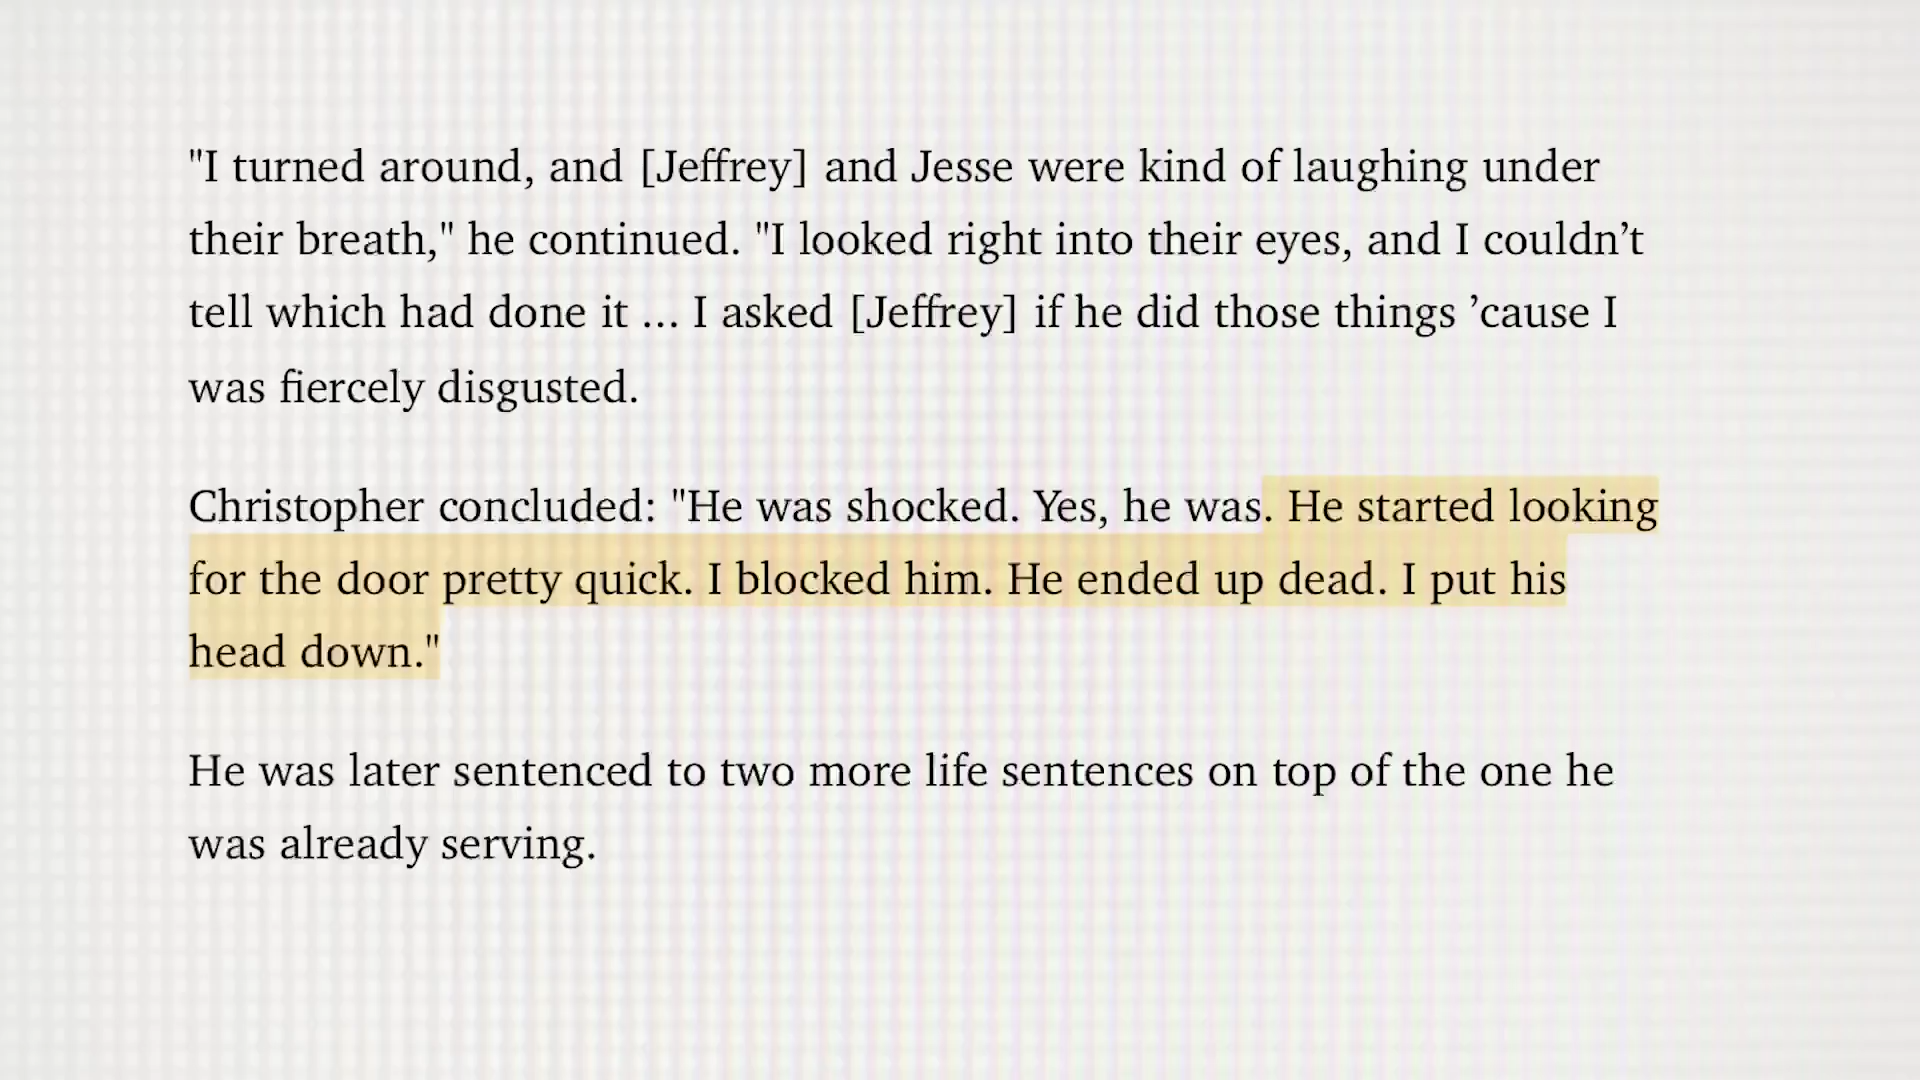 "I turned around, and [Jeffrey] and Jesse were kind of laughing under
their breath," he continued. "I looked right into their eyes, and I couldn’t
tell which had done it ... I asked [Jeffrey] if he did those things ’cause I
was fiercely disgusted.
Christopher concluded: "He was shocked. Yes, he was. He started looking
for the door pretty quick. I blocked him. He ended up dead. I put his
head down."
He was later sentenced to two more life sentences on top of the one he
was already serving.